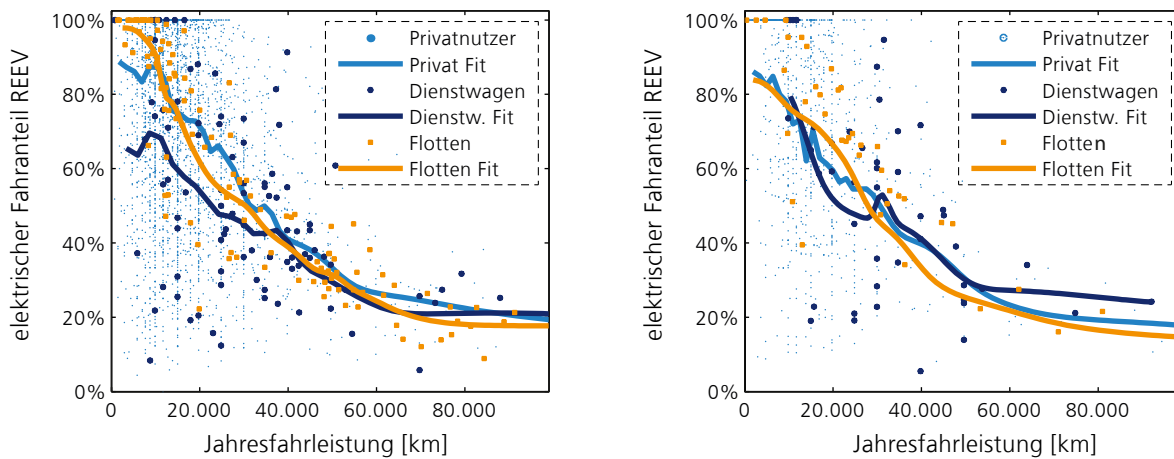 100%
80%
60%
40%
20%
0%
0
20.000
40.000
60.000
80.000
elektrischer Fahranteil REEV
Jahresfahrleistung [km]
Privatnutzer
Privat Fit
Dienstwagen
Dienstw. Fit
Flotten
Flotten Fit
100%
80%
60%
40%
20%
0%
0
20.000
40.000
60.000
80.000
elektrischer Fahranteil REEV
Jahresfahrleistung [km]
Privatnutzer
Privat Fit
Dienstwagen
Dienstw. Fit
Flotten
Flotten Fit